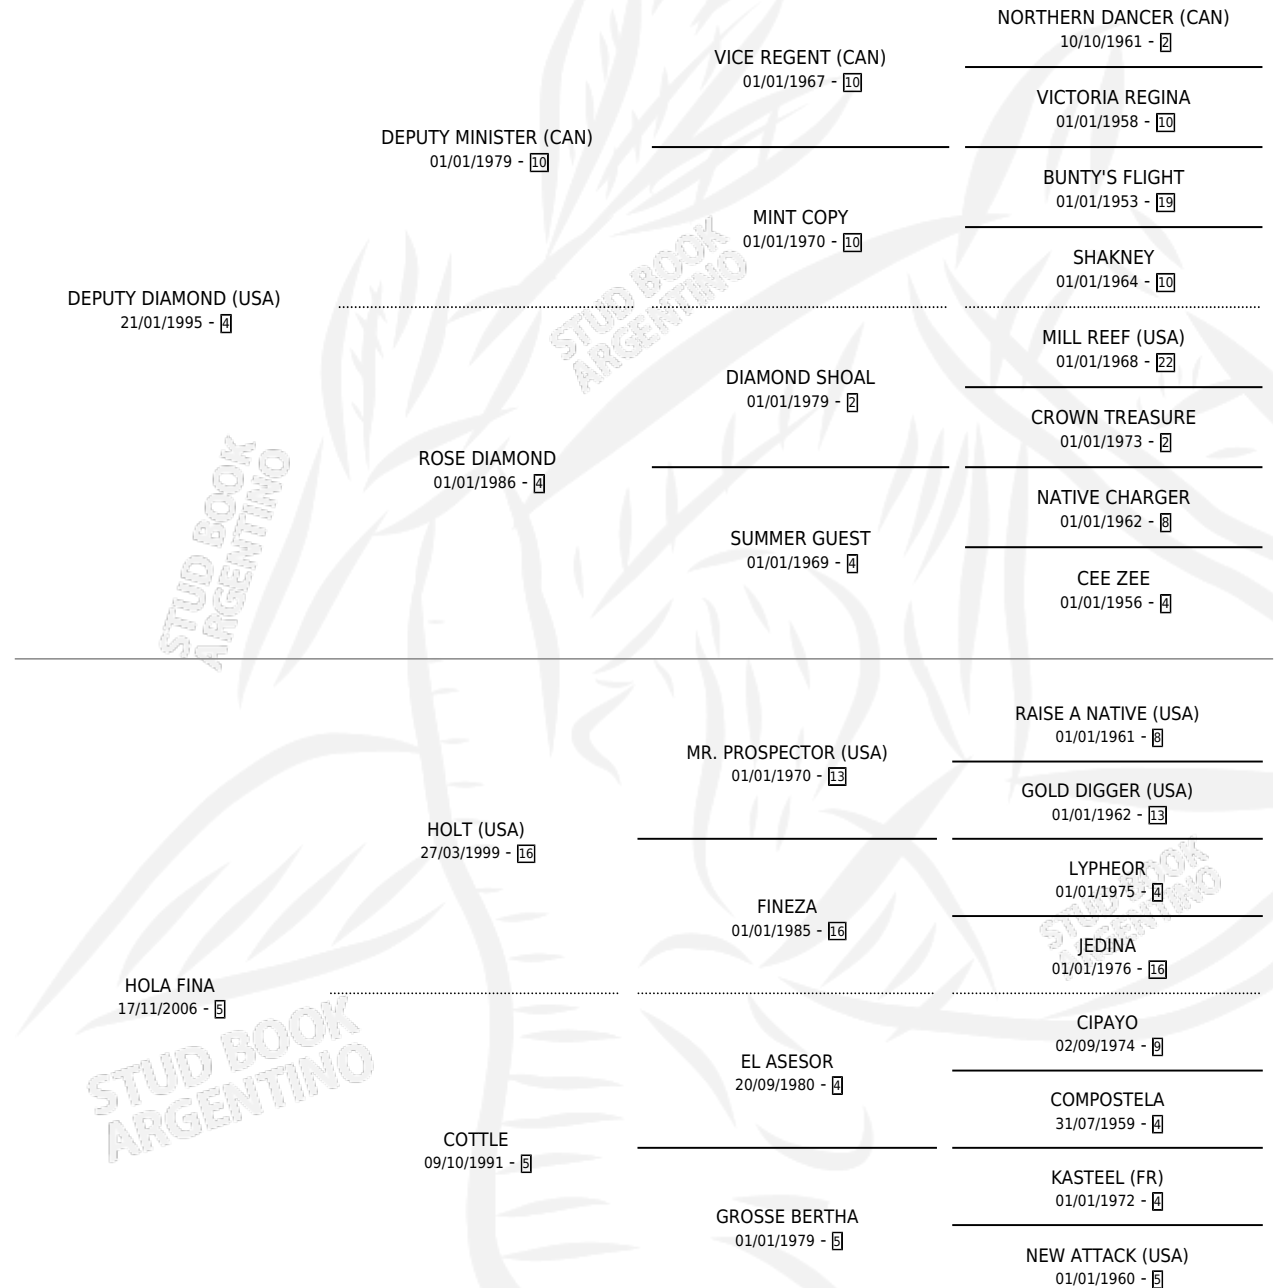 NORTHERN DANCER (CAN)
10/10/1961 - 2
VICE REGENT (CAN)
01/01/1967 - 10
VICTORIA REGINA
01/01/1958 - 10
DEPUTY MINISTER (CAN)
01/01/1979 - 10
BUNTY'S FLIGHT
01/01/1953 - 19
MINT COPY
01/01/1970 - 10
SHAKNEY
01/01/1964 - 10
DEPUTY DIAMOND (USA)
21/01/1995 - 4
MILL REEF (USA)
01/01/1968 - 22
DIAMOND SHOAL
01/01/1979 - 2
CROWN TREASURE
01/01/1973 - 2
ROSE DIAMOND
01/01/1986 - 4
NATIVE CHARGER
01/01/1962 - 8
SUMMER GUEST
01/01/1969 - 4
CEE ZEE
01/01/1956 - 4
RAISE A NATIVE (USA)
01/01/1961 - 8
MR. PROSPECTOR (USA)
01/01/1970 - 13
GOLD DIGGER (USA)
01/01/1962 - 13
HOLT (USA)
27/03/1999 - 16
LYPHEOR
01/01/1975 - 4
FINEZA
01/01/1985 - 16
JEDINA
01/01/1976 - 16
HOLA FINA
17/11/2006 - 5
CIPAYO
02/09/1974 - 9
EL ASESOR
20/09/1980 - 4
COMPOSTELA
31/07/1959 - 4
COTTLE
09/10/1991 - 5
KASTEEL (FR)
01/01/1972 - 4
GROSSE BERTHA
01/01/1979 - 5
NEW ATTACK (USA)
01/01/1960 - 5
STUD BOOK
ARGENTINO
STUD BOOK
ARGENTINO
STUD BOOK
ARGENTINO
STUD BOOK
ARGENTINO